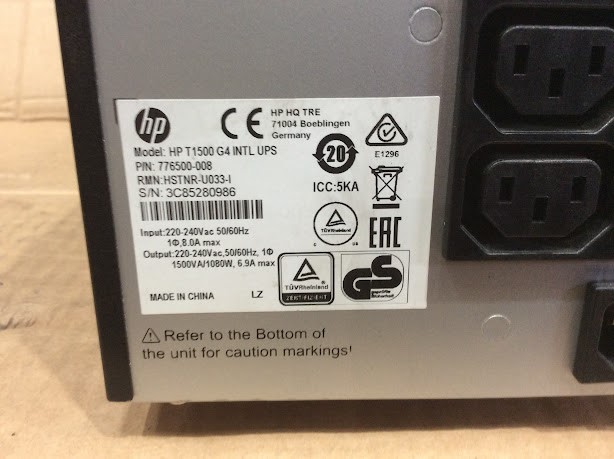 hp
CE
HP HQ TRE
71004 Boeblingen
Germany
Model: HP T1500 G4 INTL UPS
P/N: 776500-008
RMN:HSTNR-U033-I
S/N: 3C85280986
20
E1296
ICC:5KA
Input:220-240Vac 50/60Hz
1Φ,8.0A max
Output:220-240Vac,50/60Hz, 1Φ
1500VA/1080W, 6.9A max
TÜVRheinland
EAC
TÜVRheinland
ZERTIFIZIERT
GS
geprüfte
Sicherheit
MADE IN CHINA
LZ
Refer to the Bottom of
the unit for caution markings!